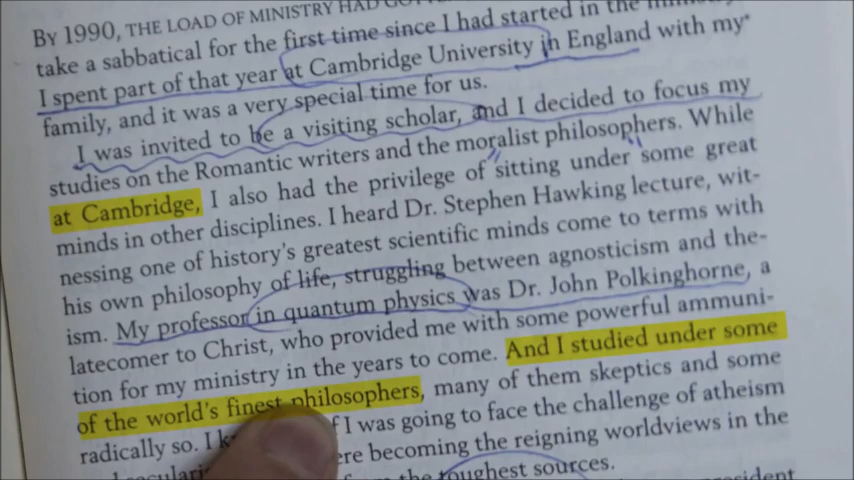 BY 1990, THE LOAD OF MINISTRY HAD
take a sabbatical for the first time since I had started in the
I spent part of that year at Cambridge University in England with my
family, and it was a very special time for us.
I was invited to be a visiting scholar, and I decided to focus my
studies on the Romantic writers and the moralist philosophers. While
at Cambridge, I also had the privilege of sitting under some great
minds in other disciplines. I heard Dr. Stephen Hawking lecture, wit-
nessing one of history's greatest scientific minds come to terms with
his own philosophy of life, struggling between agnosticism and the-
ism. My professor in quantum physics was Dr. John Polkinghorne, a
latecomer to Christ, who provided me with some powerful ammuni-
tion for my ministry in the years to come. And I studied under some
of the world's finest philosophers, many of them skeptics and some
radically so. I if I was going to face the challenge of atheism
becoming the reigning worldviews in the
the toughest sources.